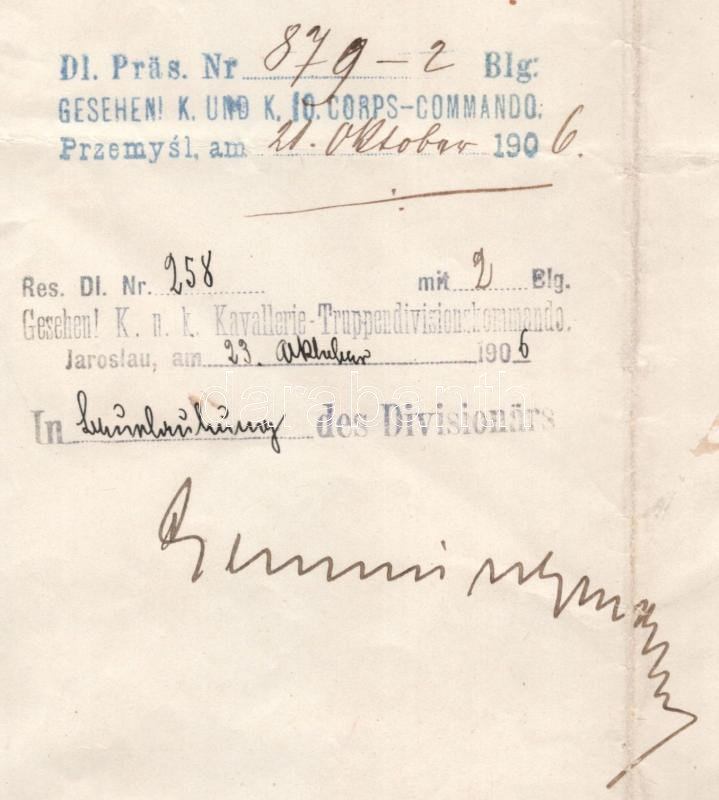 Dl. Präs. Nr 879 – 2 Blg:
GESEHEN! K. UND K. 10. CORPS-COMMANDO.
Przemyśl, am 21. Oktober 1906.
Res. Dl. Nr. 258 mit 2 Blg.
Gesehen! K. u. k. Kavallerie-Truppendivisionskommando.
Jaroslau, am 23. Oktober 1906
In des Divisionärs
darabanth